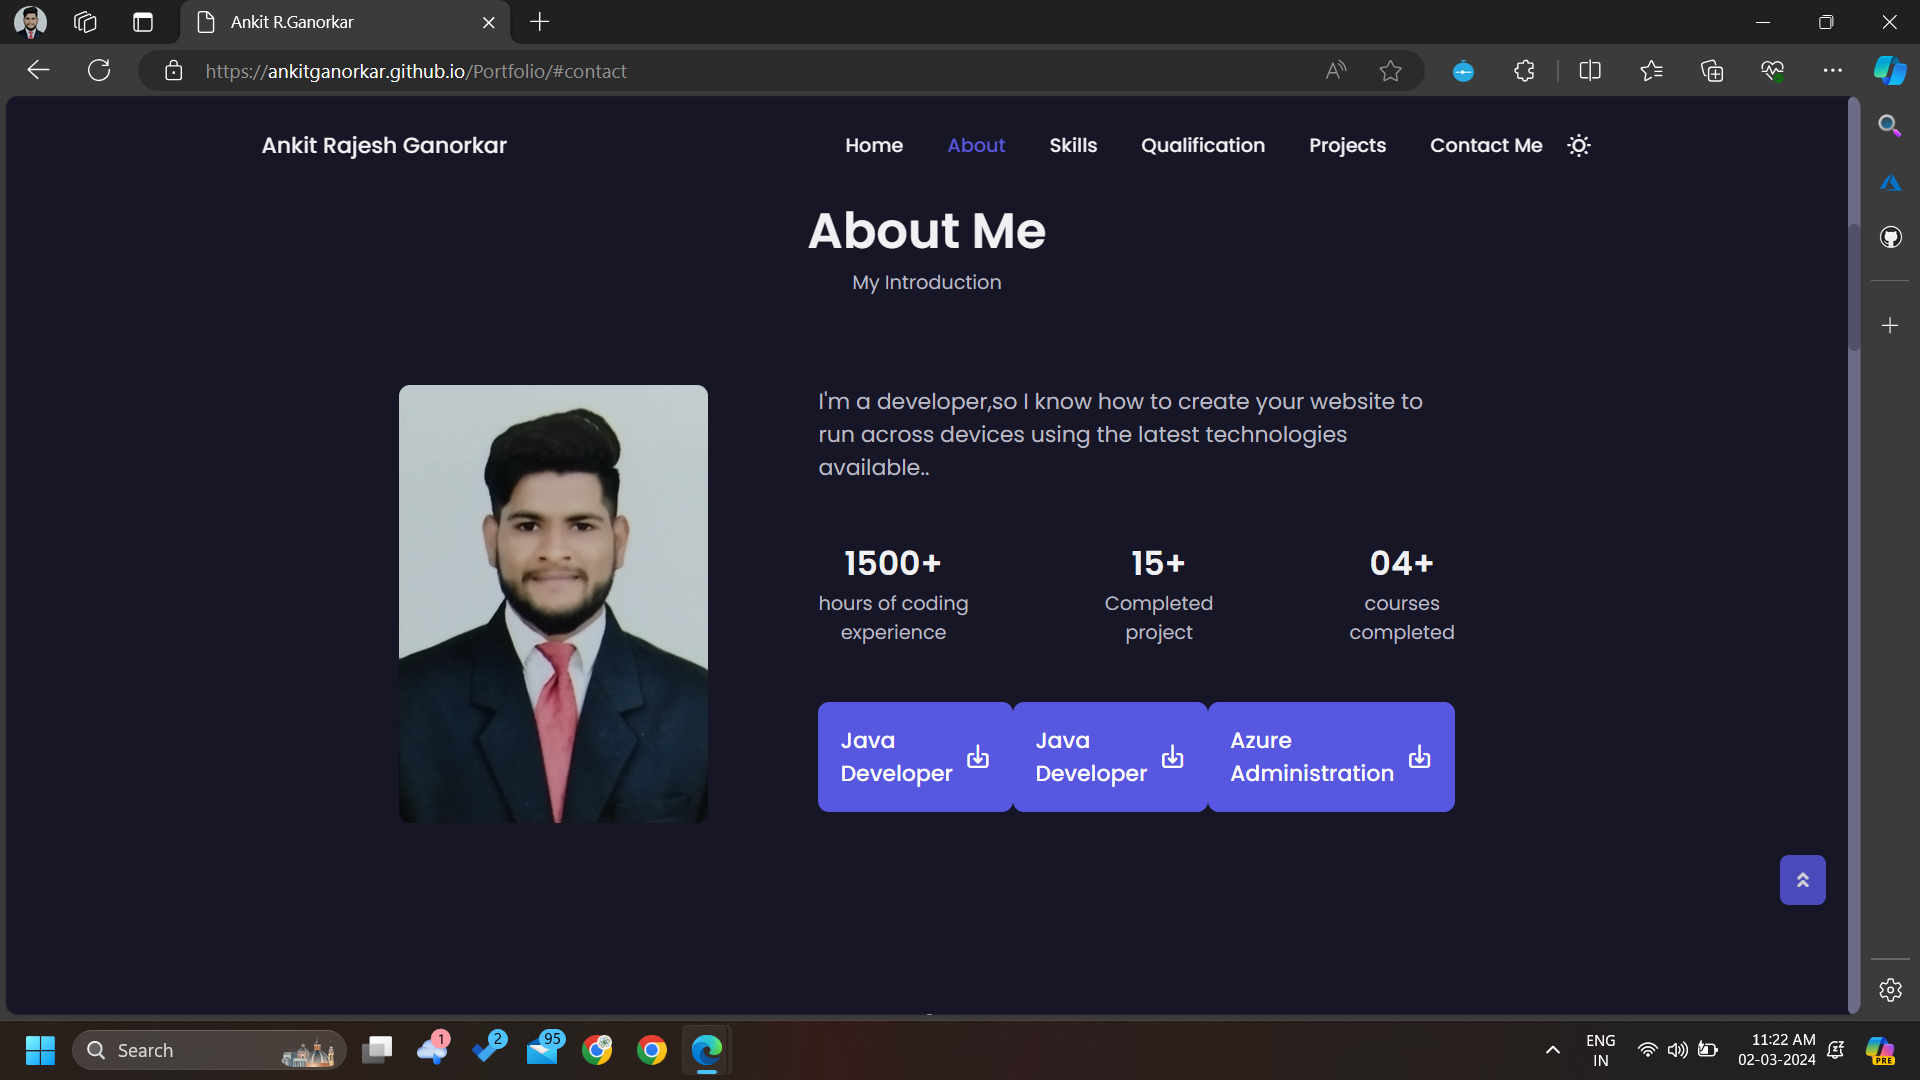 Ankit R.Ganorkar
https://ankitganorkar.github.io/Portfolio/#contact
Ankit Rajesh Ganorkar
Home About Skills Qualification Projects Contact Me
About Me
My Introduction
I'm a developer,so I know how to create your website to
run across devices using the latest technologies
available..
1500+ 15+ 04+
hours of coding Completed courses
experience project completed
Java Java Azure
Developer Developer Administration
Search
1
2
95
PRE
ENG
IN
11:22 AM
02-03-2024